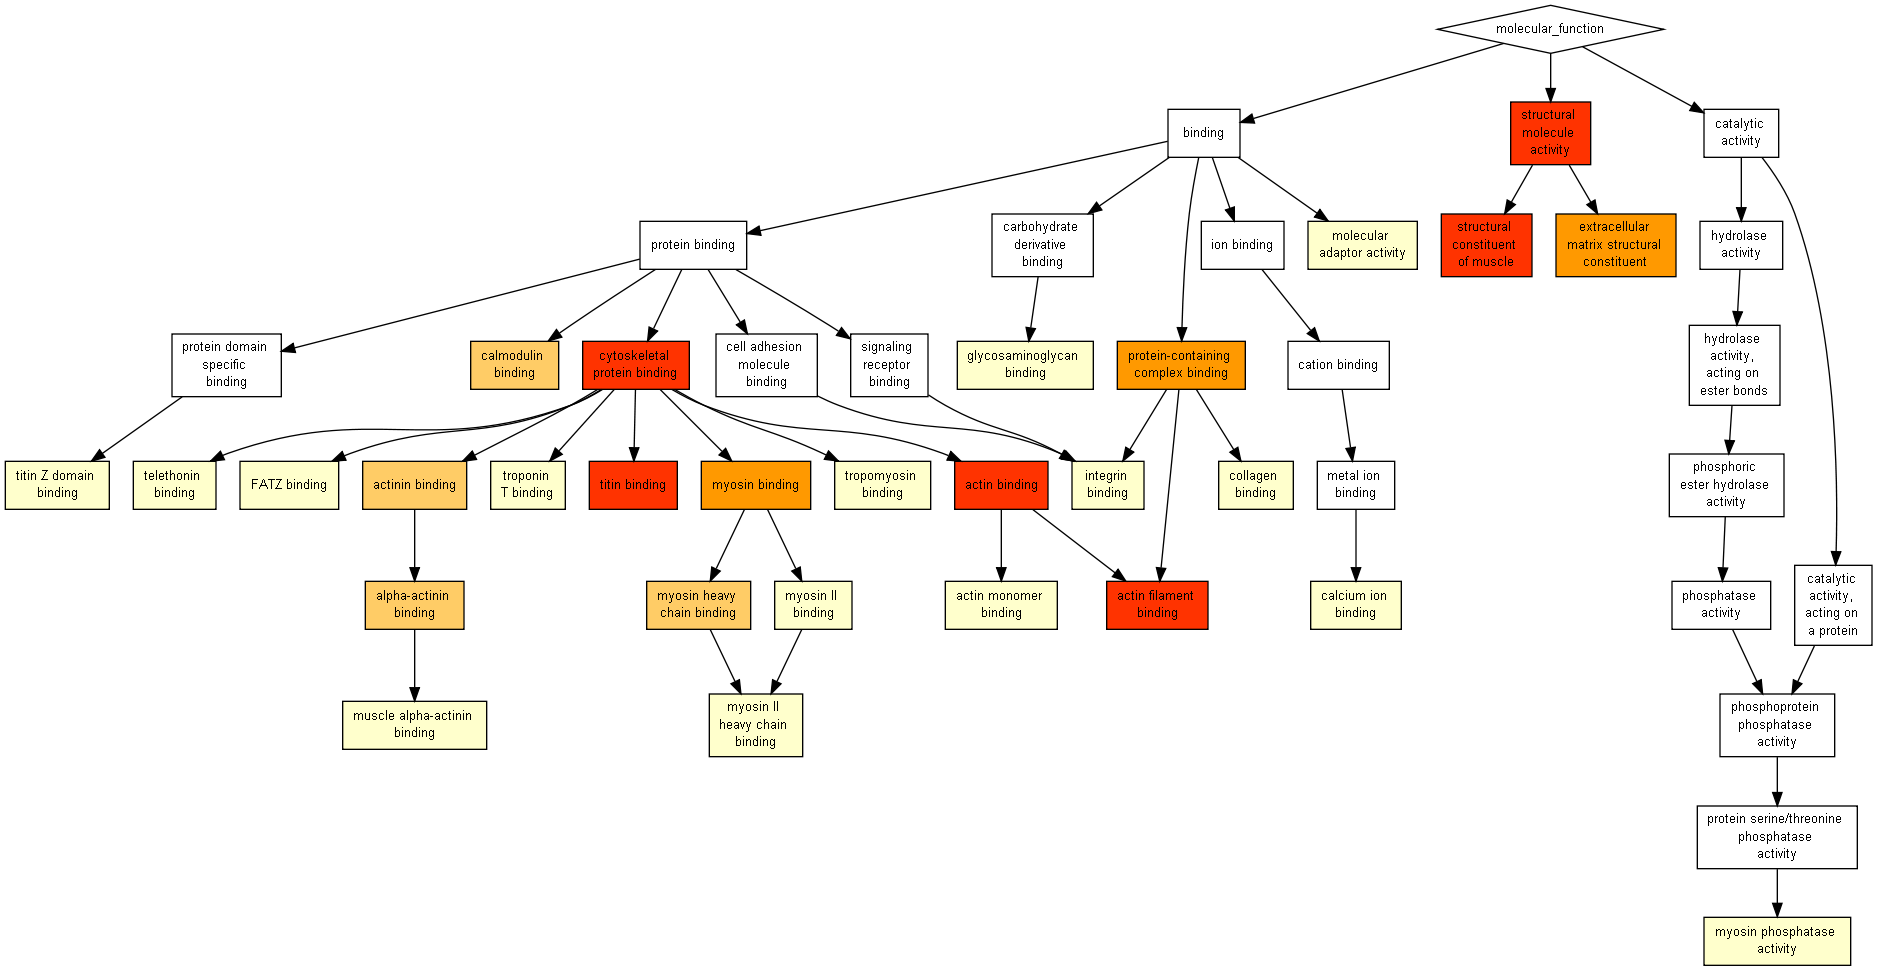 molecular_function
binding
structural
molecule
activity
catalytic
activity
protein binding
carbohydrate
derivative
binding
ion binding
molecular
adaptor activity
structural
constituent
of muscle
extracellular
matrix structural
constituent
hydrolase
activity
protein domain
specific
binding
calmodulin
binding
cytoskeletal
protein binding
cell adhesion
molecule
binding
signaling
receptor
binding
glycosaminoglycan
binding
protein-containing
complex binding
cation binding
hydrolase
activity,
acting on
ester bonds
titin Z domain
binding
telethonin
binding
FATZ binding
actinin binding
troponin
T binding
titin binding
myosin binding
tropomyosin
binding
actin binding
integrin
binding
collagen
binding
metal ion
binding
phosphoric
ester hydrolase
activity
alpha-actinin
binding
myosin heavy
chain binding
myosin II
binding
actin monomer
binding
actin filament
binding
calcium ion
binding
phosphatase
activity
catalytic
activity,
acting on
a protein
muscle alpha-actinin
binding
myosin II
heavy chain
binding
phosphoprotein
phosphatase
activity
protein serine/threonine
phosphatase
activity
myosin phosphatase
activity